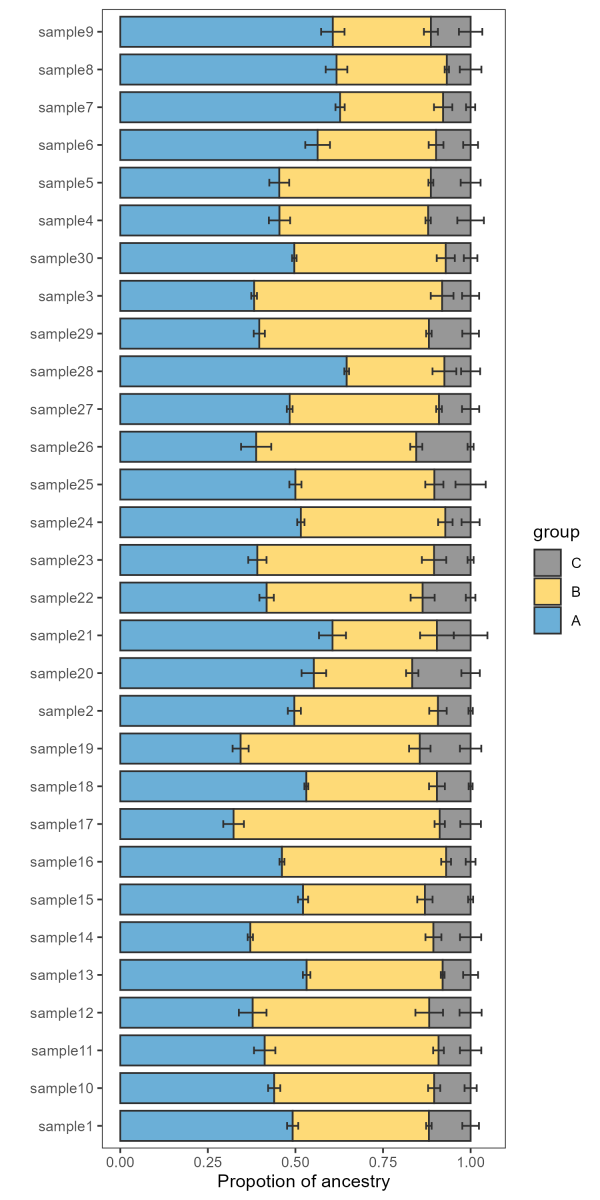 sample9
sample8
sample7
sample6
sample5
sample4
sample30
sample3
sample29
sample28
sample27
sample26
sample25
sample24
sample23
sample22
sample21
sample20
sample2
sample19
sample18
sample17
sample16
sample15
sample14
sample13
sample12
sample11
sample10
sample1
0.00 0.25 0.50 0.75 1.00
Propotion of ancestry
group
C
B
A